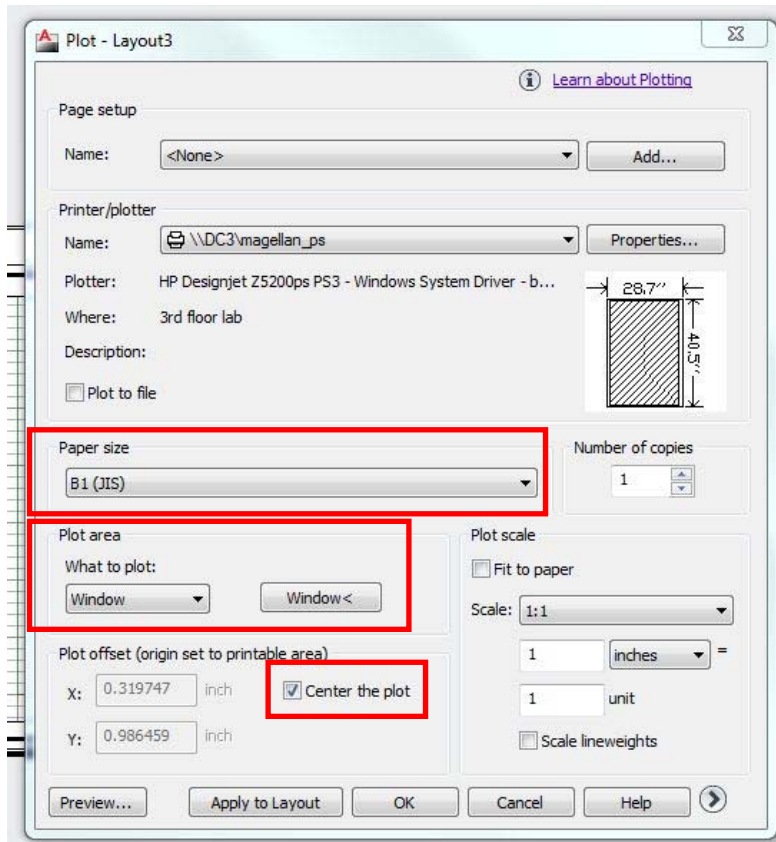 Plot - Layout3
Learn about Plotting
Page setup
Name: <None> Add...
Printer/plotter
Name: \\DC3\magellan_ps Properties...
Plotter: HP Designjet Z5200ps PS3 - Windows System Driver - b...
Where: 3rd floor lab
Description:
Plot to file
28.7''
40.5''
Paper size
B1 (JIS)
Number of copies
1
Plot area
What to plot:
Window Window<
Plot offset (origin set to printable area)
X: 0.319747 inch Center the plot
Y: 0.986459 inch
Plot scale
Fit to paper
Scale: 1:1
1 inches =
1 unit
Scale lineweights
Preview... Apply to Layout OK Cancel Help